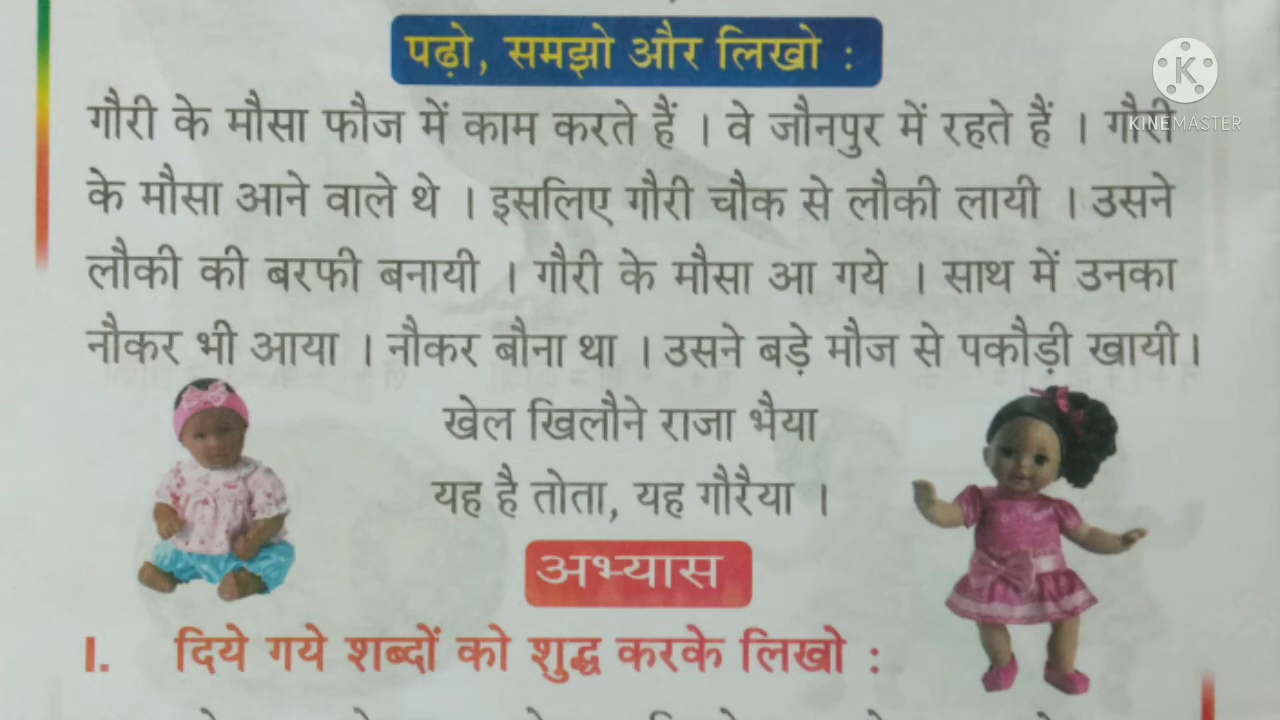 पढ़ो, समझो और लिखो :
KINEMASTER
गौरी के मौसा फौज में काम करते हैं । वे जौनपुर में रहते हैं । गौरी
के मौसा आने वाले थे । इसलिए गौरी चौक से लौकी लायी । उसने
लौकी की बरफी बनायी । गौरी के मौसा आ गये । साथ में उनका
नौकर भी आया । नौकर बौना था । उसने बड़े मौज से पकौड़ी खायी ।
खेल खिलौने राजा भैया
यह है तोता, यह गौरैया ।
अभ्यास
I. दिये गये शब्दों को शुद्ध करके लिखो :